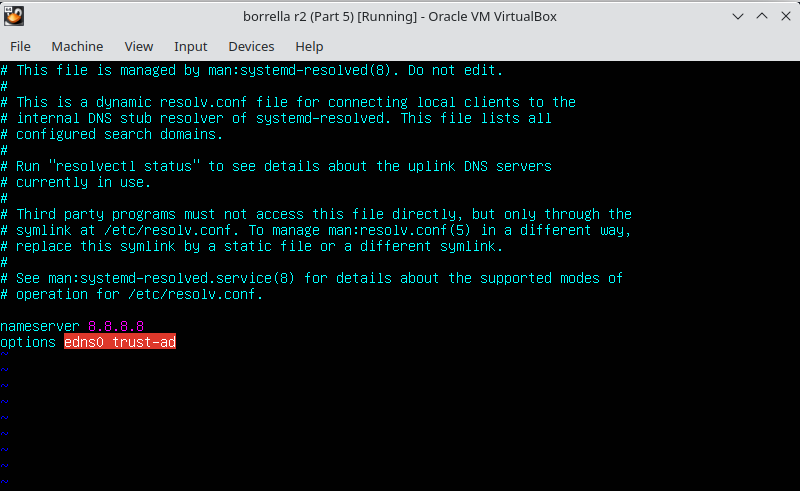 borrella r2 (Part 5) [Running] - Oracle VM VirtualBox
File Machine View Input Devices Help
# This file is managed by man:systemd-resolved(8). Do not edit.
#
# This is a dynamic resolv.conf file for connecting local clients to the
# internal DNS stub resolver of systemd-resolved. This file lists all
# configured search domains.
#
# Run "resolvectl status" to see details about the uplink DNS servers
# currently in use.
#
# Third party programs must not access this file directly, but only through the
# symlink at /etc/resolv.conf. To manage man:resolv.conf(5) in a different way,
# replace this symlink by a static file or a different symlink.
#
# See man:systemd-resolved.service(8) for details about the supported modes of
# operation for /etc/resolv.conf.
nameserver 8.8.8.8
options edns0 trust-ad
~
~
~
~
~
~
~
~
~